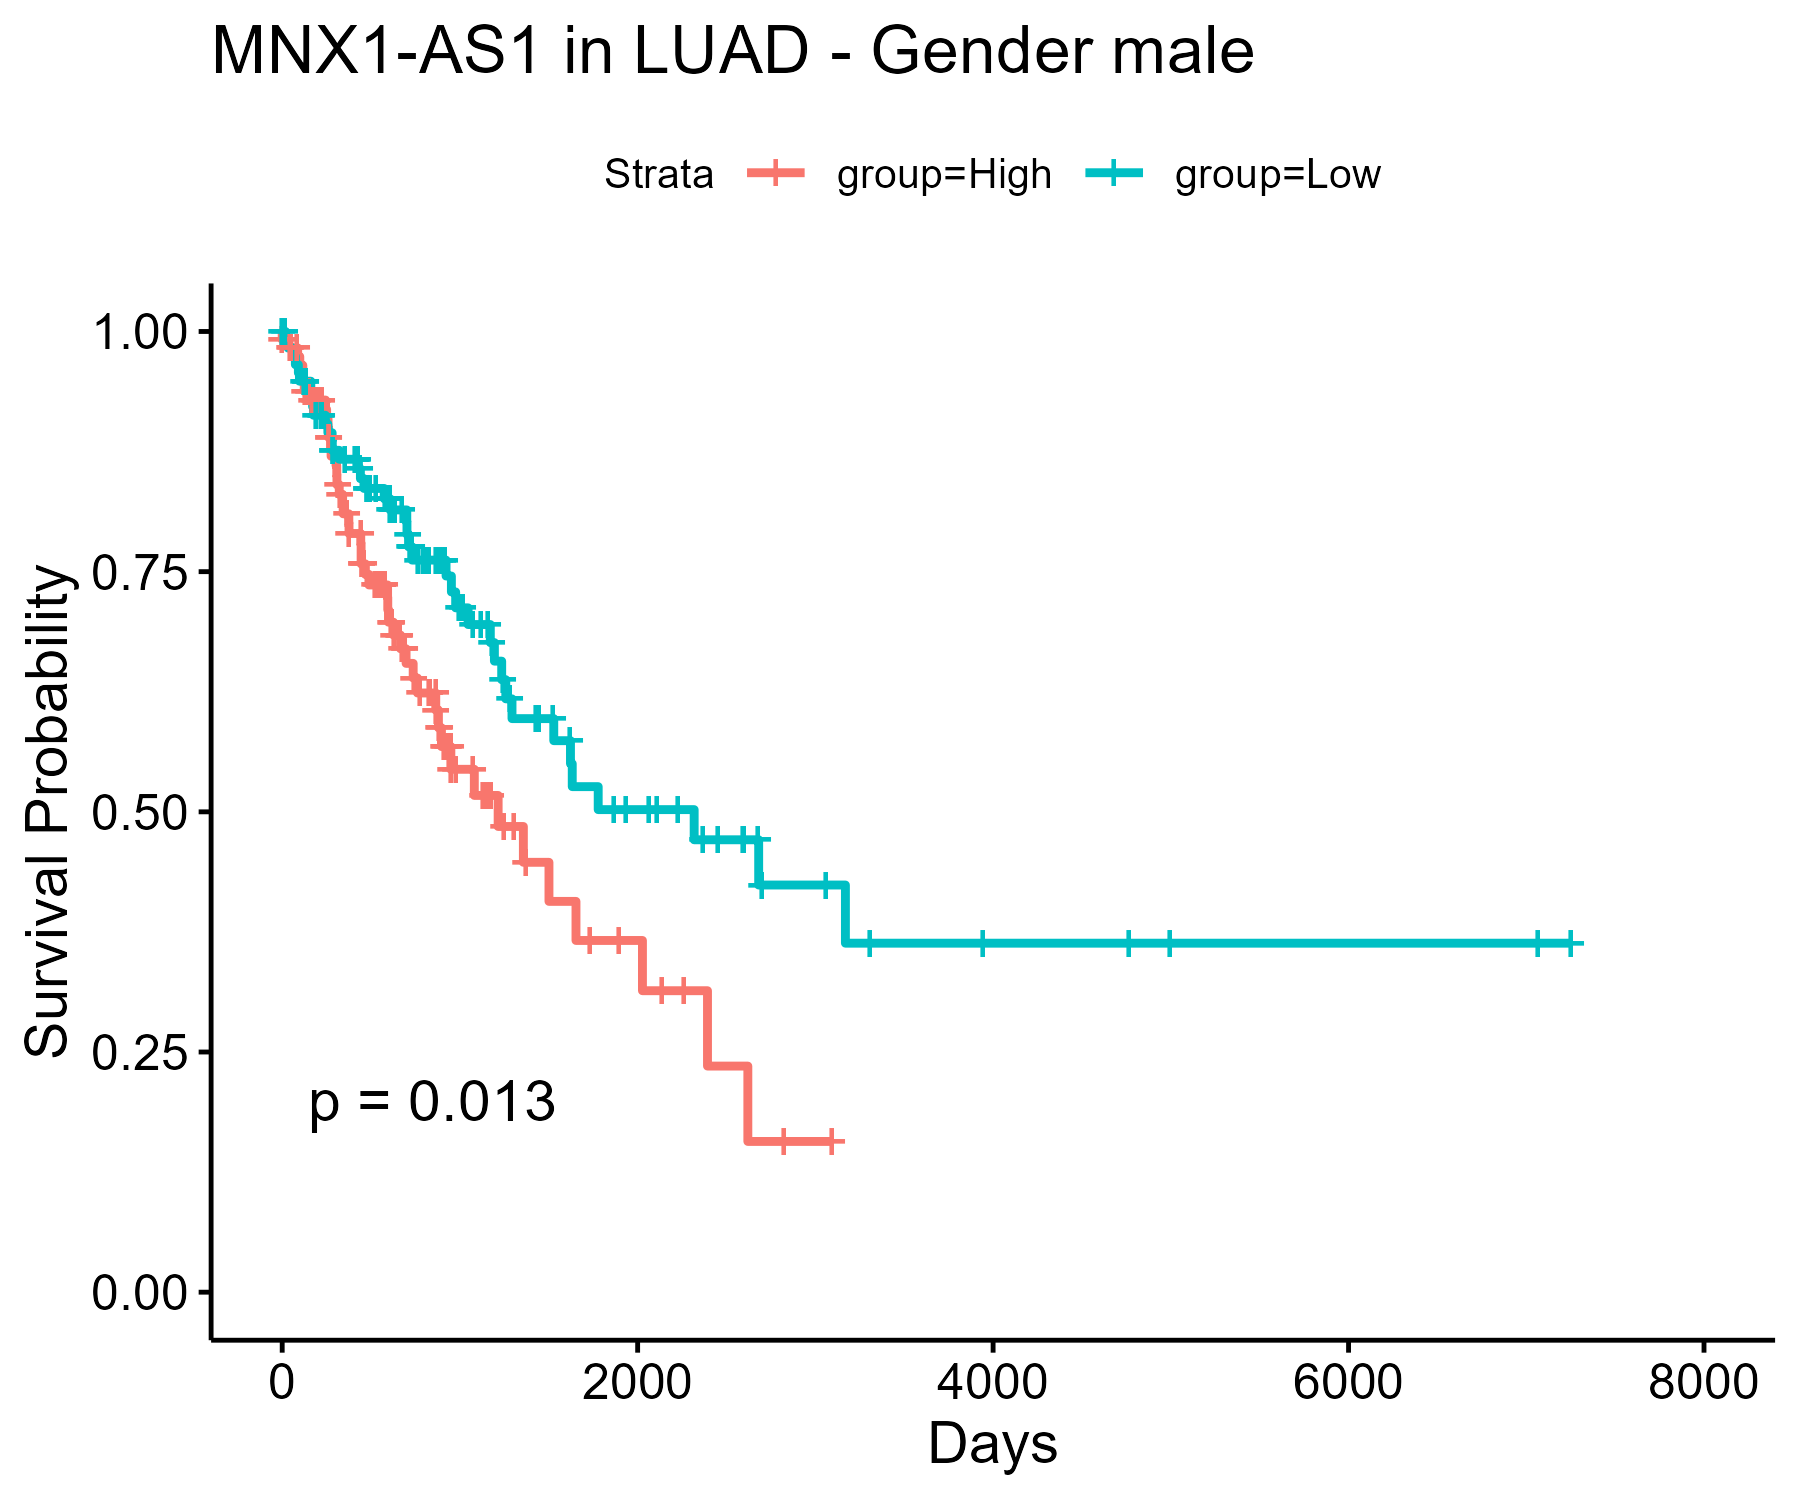 MNX1-AS1 in LUAD - Gender male
Strata group=High group=Low
Survival Probability
1.00
0.75
0.50
0.25
0.00
p = 0.013
0 2000 4000 6000 8000
Days